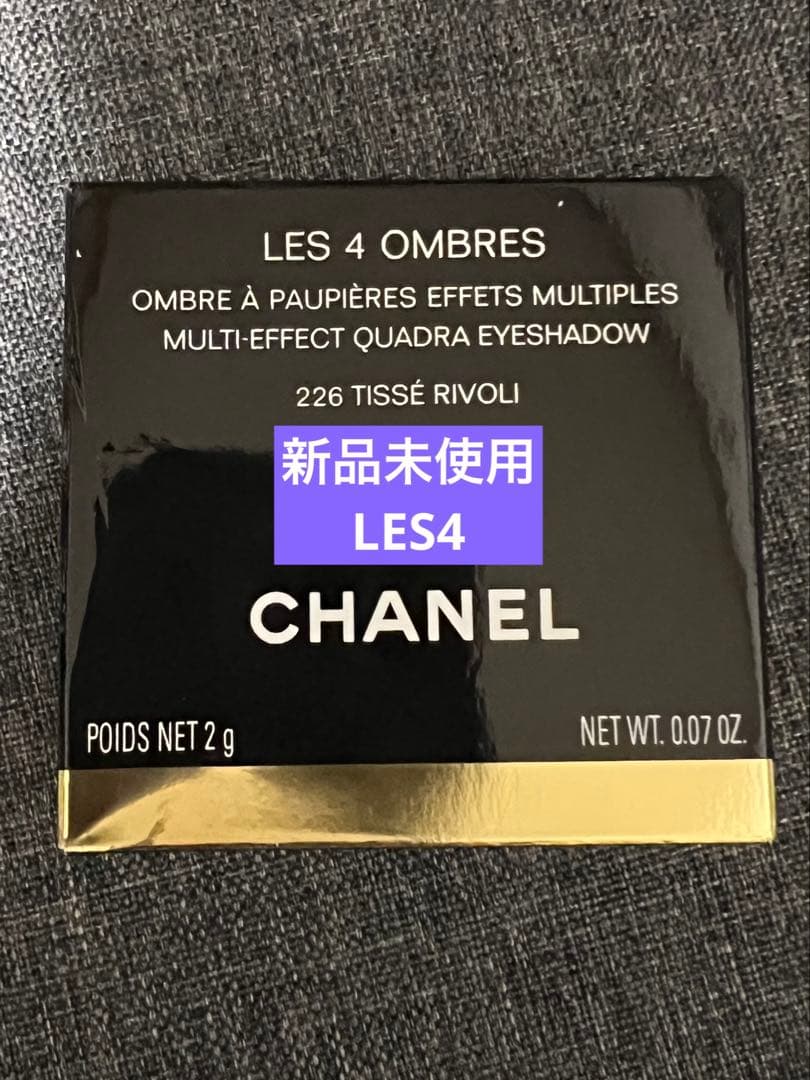 LES 4 OMBRES
OMBRE À PAUPIÈRES EFFETS MULTIPLES
MULTI-EFFECT QUADRA EYESHADOW
226 TISSÉ RIVOLI
新品未使用
LES4
CHANEL
POIDS NET 2 g
NET WT. 0.07 OZ.